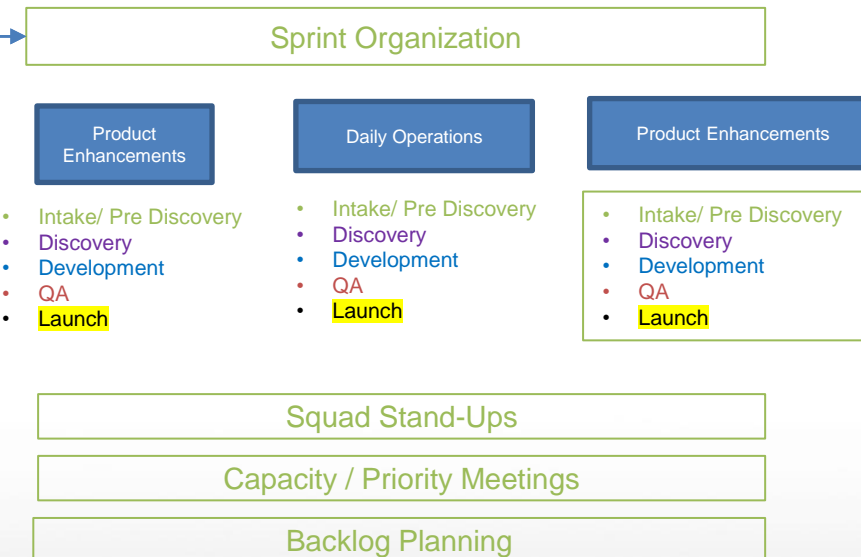 Sprint Organization
Product
Enhancements
• Intake/ Pre Discovery
• Discovery
• Development
• QA
• Launch
Daily Operations
• Intake/ Pre Discovery
• Discovery
• Development
• QA
• Launch
Product Enhancements
• Intake/ Pre Discovery
• Discovery
• Development
• QA
• Launch
Squad Stand-Ups
Capacity / Priority Meetings
Backlog Planning